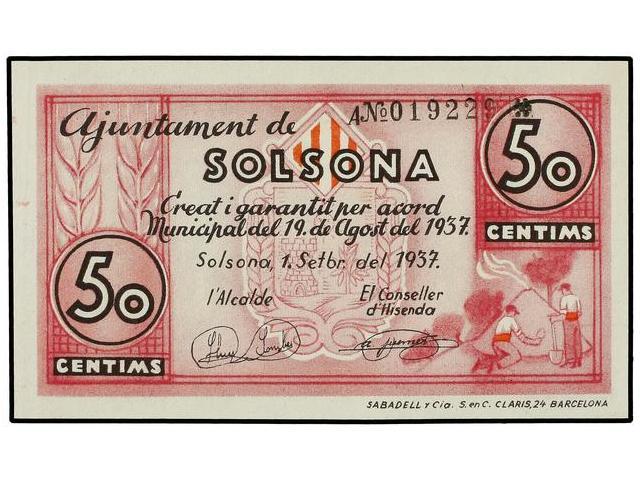 Ajuntament de
A No 019229 *
SOLSONA
50
CENTIMS
Creat i garantit per acord
Municipal del 19. de Agost del 1937.
Solsona, 1. Setbr. del 1937.
l'Alcalde
El Conseller
d'Hisenda
50
CENTIMS
SABADELL Y Cia. S. en C. CLARIS, 24 BARCELONA